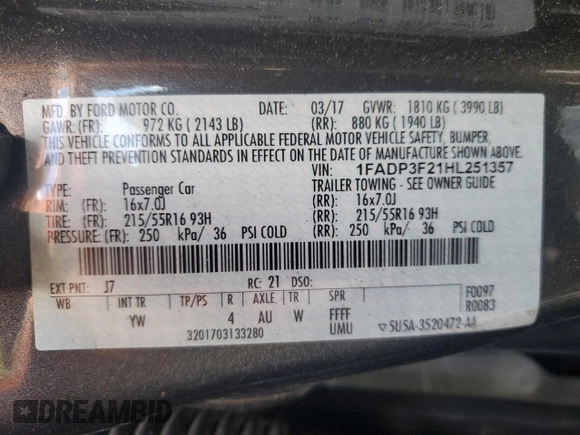 MFD. BY FORD MOTOR CO. DATE: 03/17 GVWR: 1810 KG ( 3990 LB)
GAWR: (FR): 972 KG ( 2143 LB) (RR): 880 KG ( 1940 LB)
THIS VEHICLE CONFORMS TO ALL APPLICABLE FEDERAL MOTOR VEHICLE SAFETY, BUMPER,
AND THEFT PREVENTION STANDARDS IN EFFECT ON THE DATE OF MANUFACTURE SHOWN ABOVE.
VIN: 1FADP3F21HL251357
TYPE: Passenger Car TRAILER TOWING - SEE OWNER GUIDE
RIM: (FR): 16x7.0J (RR): 16x7.0J
TIRE: (FR): 215/55R16 93H (RR): 215/55R16 93H
PRESSURE: (FR): 250 kPa/ 36 PSI COLD (RR): 250 kPa/ 36 PSI COLD
EXT PNT: J7 RC: 21 DSO: F0097
WB INT TR TP/PS R AXLE TR SPR R0083
YW 4 AU W FFFF
3201703133280 UMU 5U5A-3520472-AA
DREAMBID